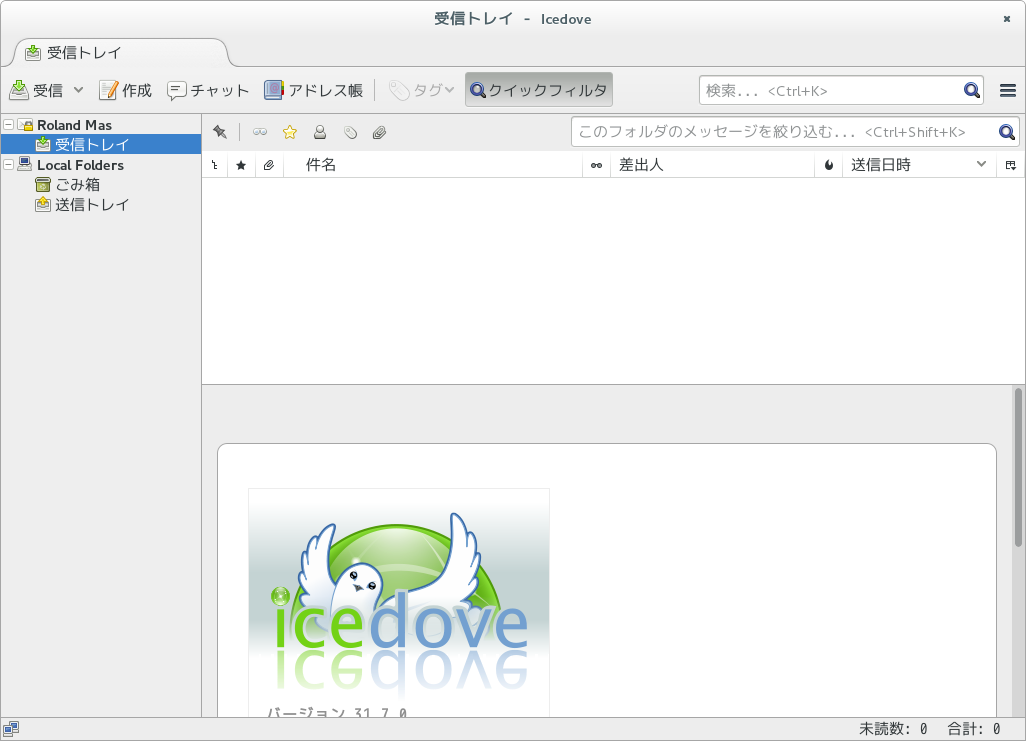 受信トレイ - Icedove
受信トレイ
受信 作成 チャット アドレス帳 タグ クイックフィルタ 検索... <Ctrl+K>
Roland Mas
受信トレイ
Local Folders
ごみ箱
送信トレイ
このフォルダのメッセージを絞り込む... <Ctrl+Shift+K>
件名 差出人 送信日時
icedove
バージョン 31.7.0
未読数: 0 合計: 0